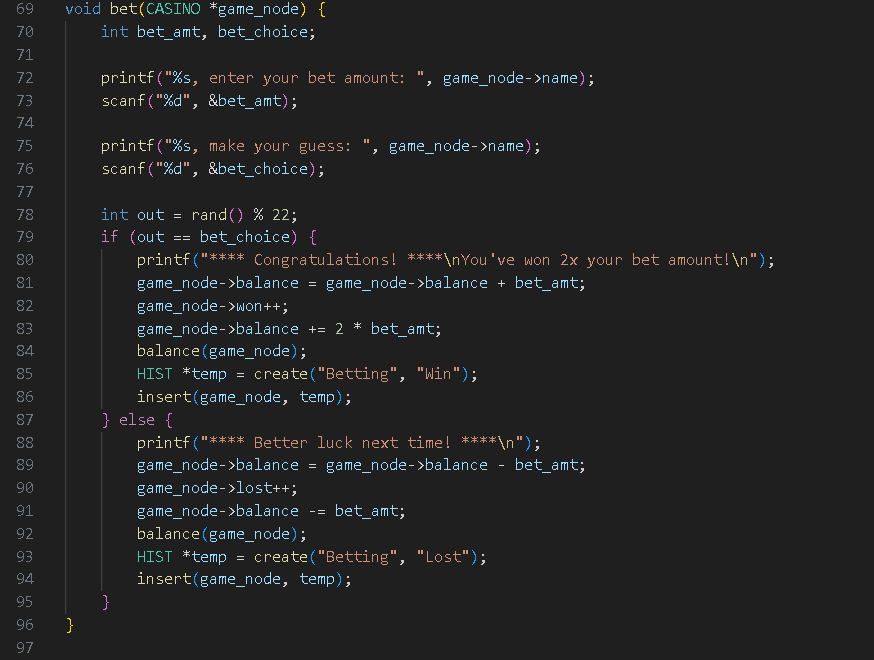 69 void bet(CASINO *game_node) {
70     int bet_amt, bet_choice;
71
72     printf("%s, enter your bet amount: ", game_node->name);
73     scanf("%d", &bet_amt);
74
75     printf("%s, make your guess: ", game_node->name);
76     scanf("%d", &bet_choice);
77
78     int out = rand() % 22;
79     if (out == bet_choice) {
80         printf("**** Congratulations! ****\nYou've won 2x your bet amount!\n");
81         game_node->balance = game_node->balance + bet_amt;
82         game_node->won++;
83         game_node->balance += 2 * bet_amt;
84         balance(game_node);
85         HIST *temp = create("Betting", "Win");
86         insert(game_node, temp);
87     } else {
88         printf("**** Better luck next time! ****\n");
89         game_node->balance = game_node->balance - bet_amt;
90         game_node->lost++;
91         game_node->balance -= bet_amt;
92         balance(game_node);
93         HIST *temp = create("Betting", "Lost");
94         insert(game_node, temp);
95     }
96 }
97